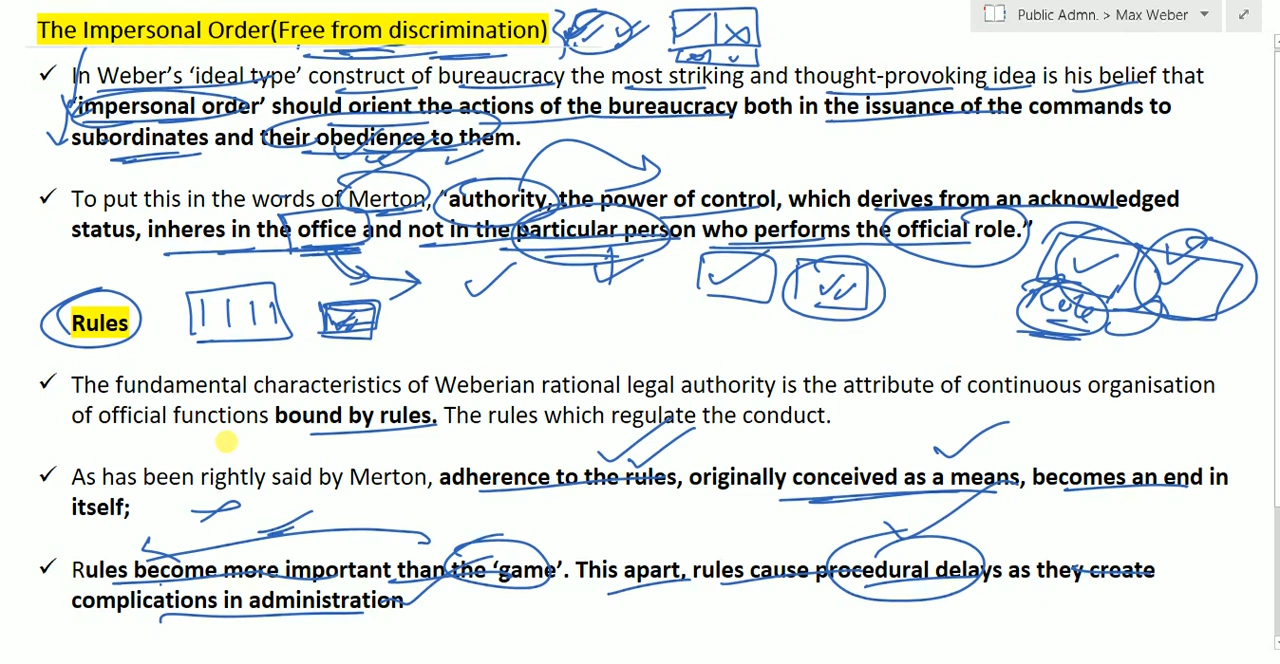 Public Admn. > Max Weber
The Impersonal Order(Free from discrimination)
✓ In Weber's 'ideal type' construct of bureaucracy the most striking and thought-provoking idea is his belief that
'impersonal order' should orient the actions of the bureaucracy both in the issuance of the commands to
subordinates and their obedience to them.
✓ To put this in the words of Merton, "authority, the power of control, which derives from an acknowledged
status, inheres in the office and not in the particular person who performs the official role."
Rules
✓ The fundamental characteristics of Weberian rational legal authority is the attribute of continuous organisation
of official functions bound by rules. The rules which regulate the conduct.
✓ As has been rightly said by Merton, adherence to the rules, originally conceived as a means, becomes an end in
itself;
✓ Rules become more important than the 'game'. This apart, rules cause procedural delays as they create
complications in administration